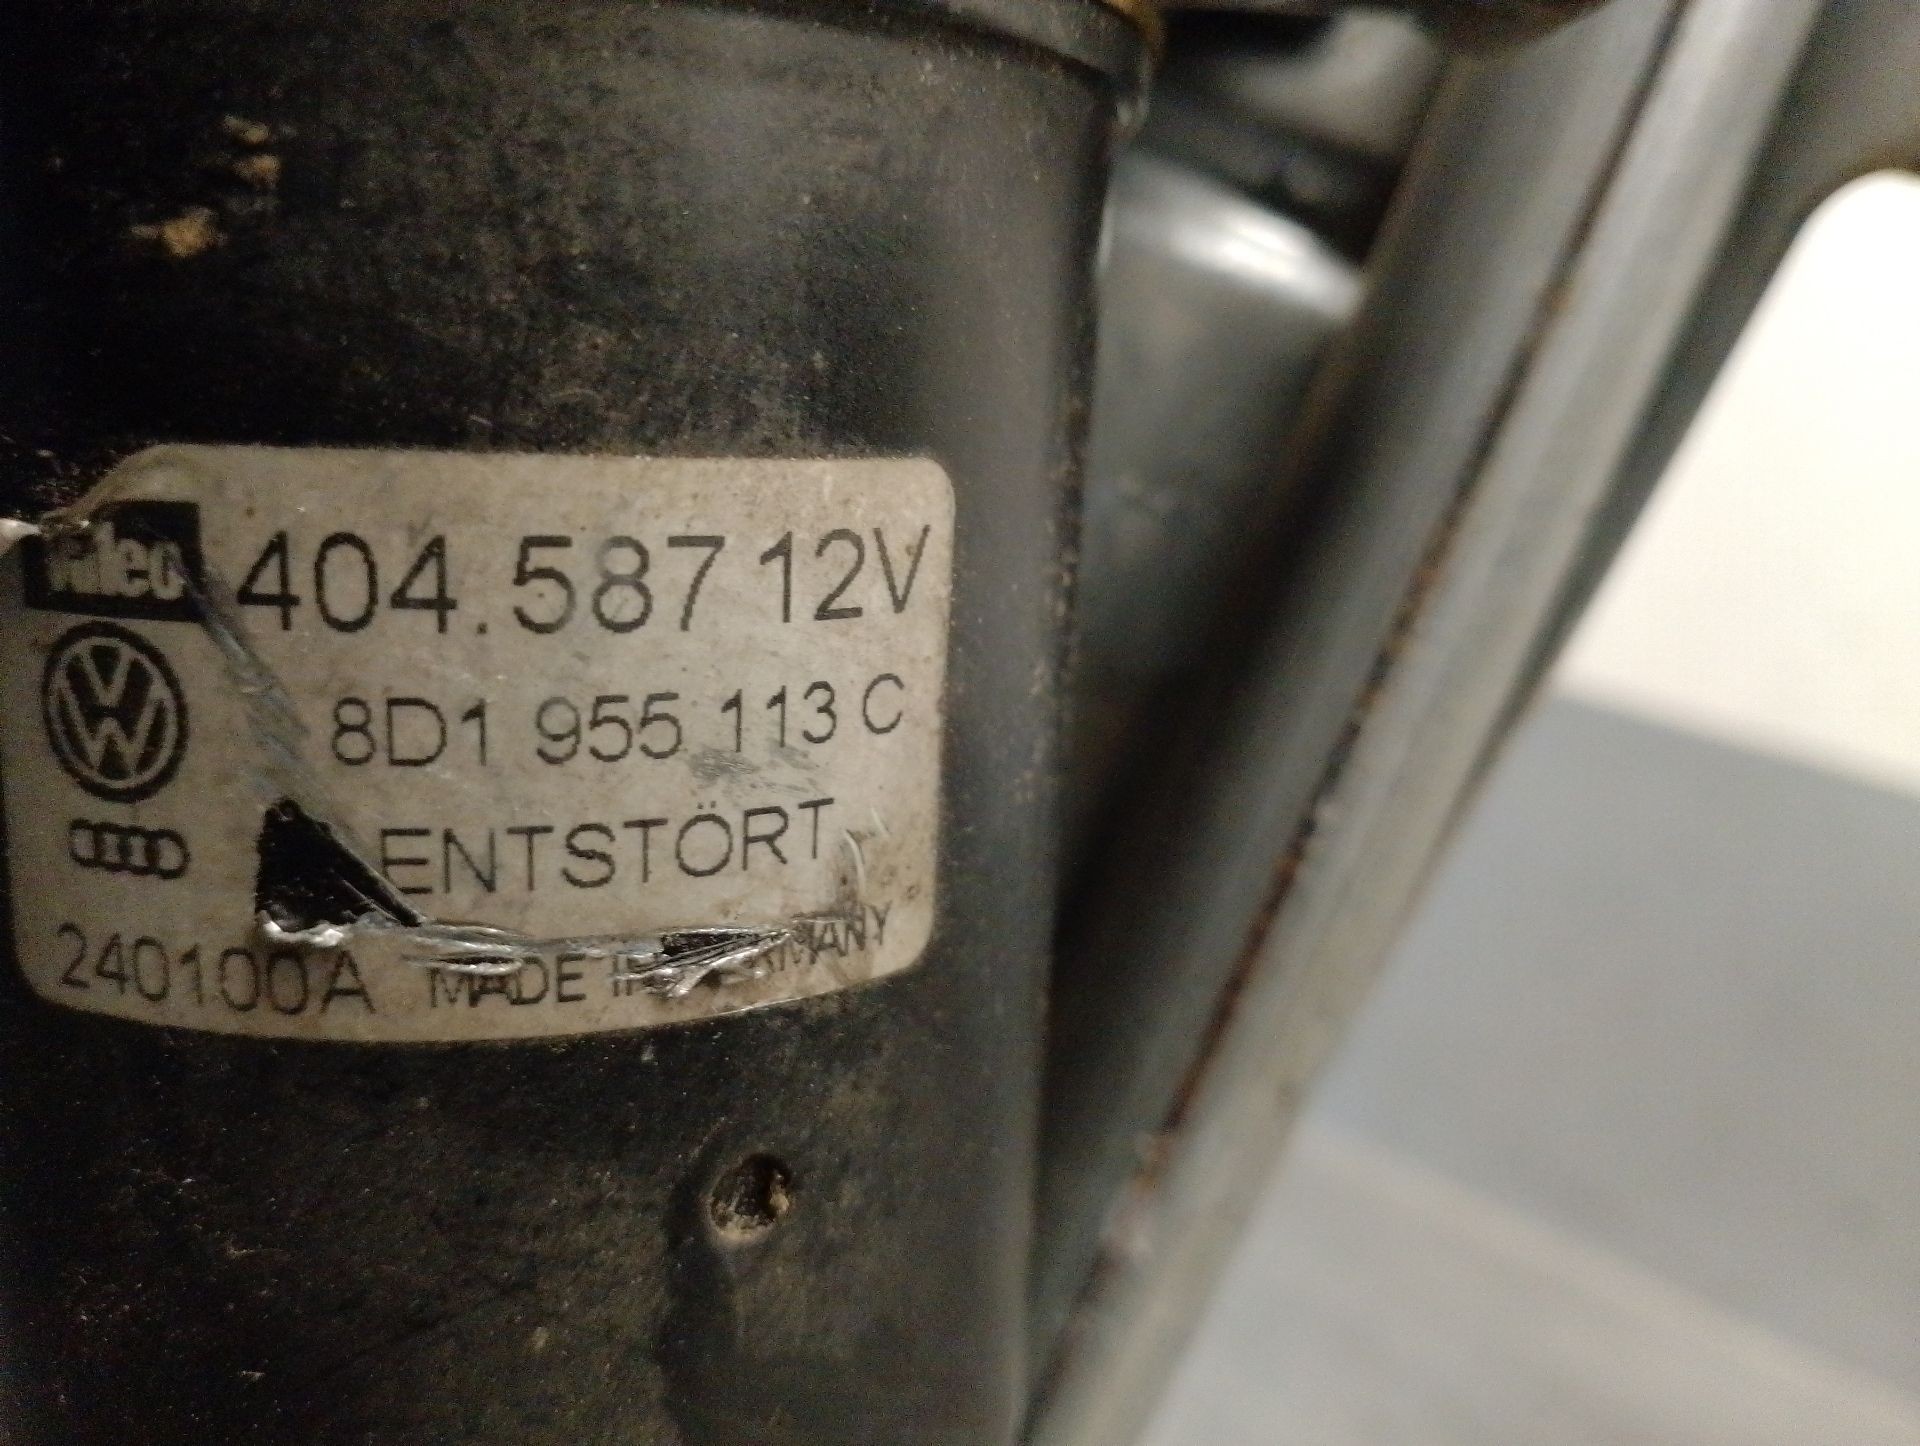 Valeo 404.587 12V
8D1 955 113 C
ENTSTÖRT
240100A MADE IN GERMANY